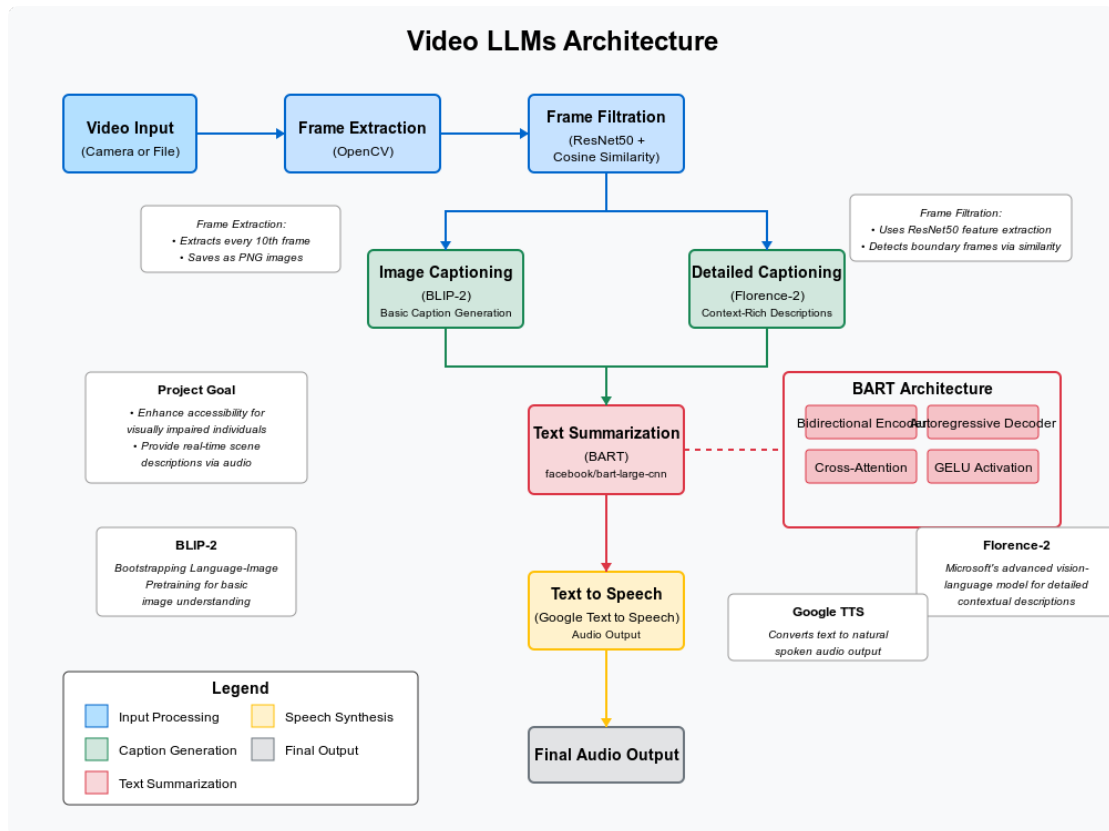 Video LLMs Architecture
Video Input
(Camera or File)
Frame Extraction
(OpenCV)
Frame Filtration
(ResNet50 +
Cosine Similarity)
Frame Extraction:
• Extracts every 10th frame
• Saves as PNG images
Frame Filtration:
• Uses ResNet50 feature extraction
• Detects boundary frames via similarity
Image Captioning
(BLIP-2)
Basic Caption Generation
Detailed Captioning
(Florence-2)
Context-Rich Descriptions
Project Goal
• Enhance accessibility for
visually impaired individuals
• Provide real-time scene
descriptions via audio
Text Summarization
(BART)
facebook/bart-large-cnn
BART Architecture
Bidirectional Encoder
Autoregressive Decoder
Cross-Attention
GELU Activation
BLIP-2
Bootstrapping Language-Image
Pretraining for basic
image understanding
Florence-2
Microsoft's advanced vision-
language model for detailed
contextual descriptions
Text to Speech
(Google Text to Speech)
Audio Output
Google TTS
Converts text to natural
spoken audio output
Legend
Input Processing
Speech Synthesis
Caption Generation
Final Output
Text Summarization
Final Audio Output